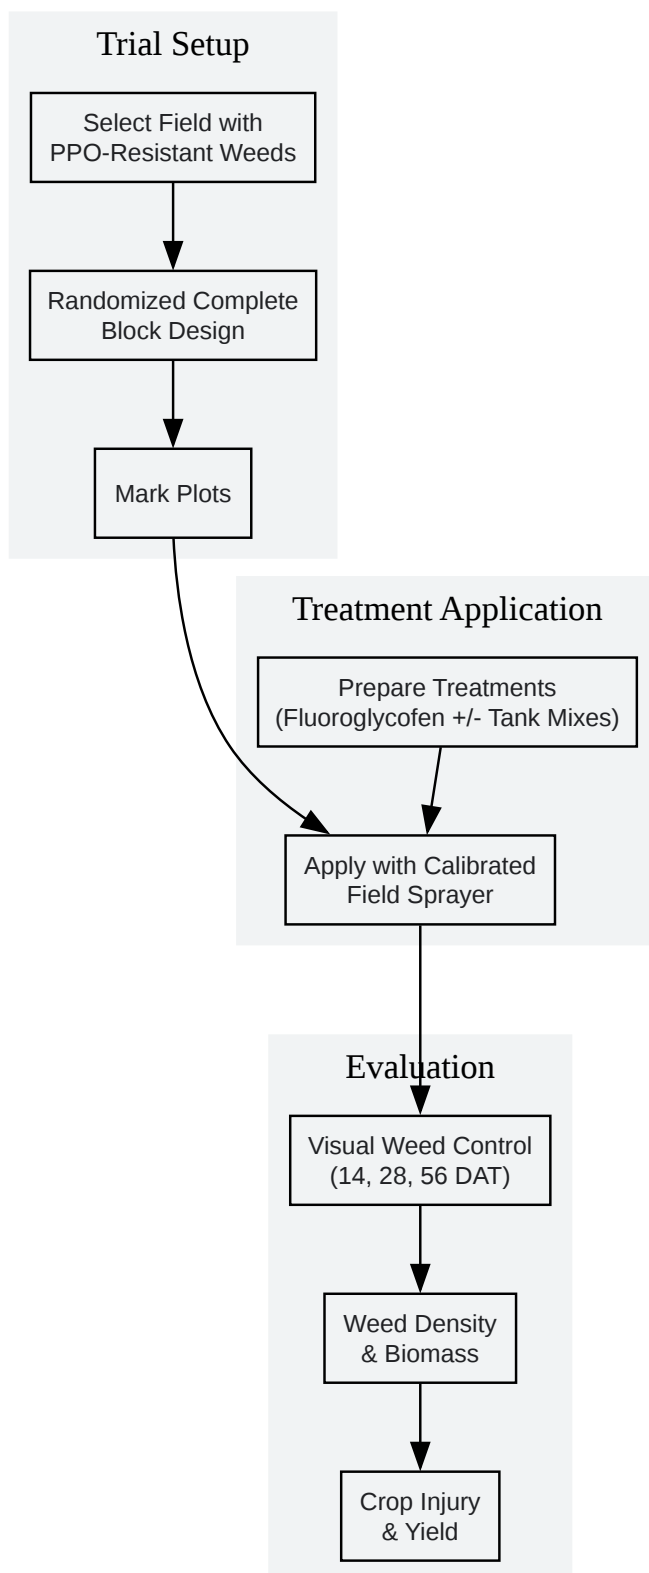 Trial Setup
Select Field with
PPO-Resistant Weeds
Randomized Complete
Block Design
Mark Plots
Treatment Application
Prepare Treatments
(Fluoroglycofen +/- Tank Mixes)
Apply with Calibrated
Field Sprayer
Evaluation
Visual Weed Control
(14, 28, 56 DAT)
Weed Density
& Biomass
Crop Injury
& Yield